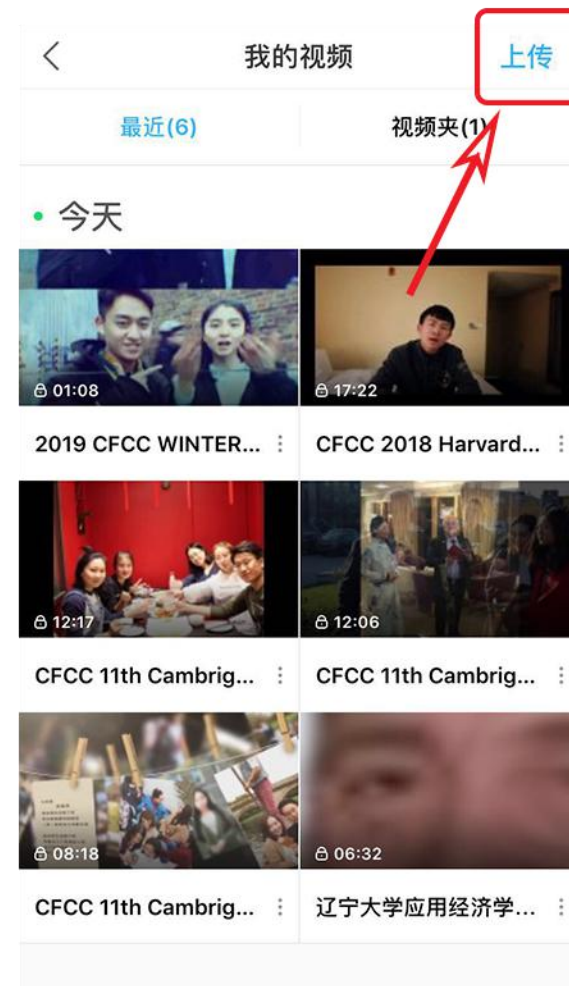 我的视频
上传
最近(6)
视频夹(1)
今天
01:08
17:22
2019 CFCC WINTER...
CFCC 2018 Harvard...
12:17
12:06
CFCC 11th Cambrig...
CFCC 11th Cambrig...
08:18
06:32
CFCC 11th Cambrig...
辽宁大学应用经济学...